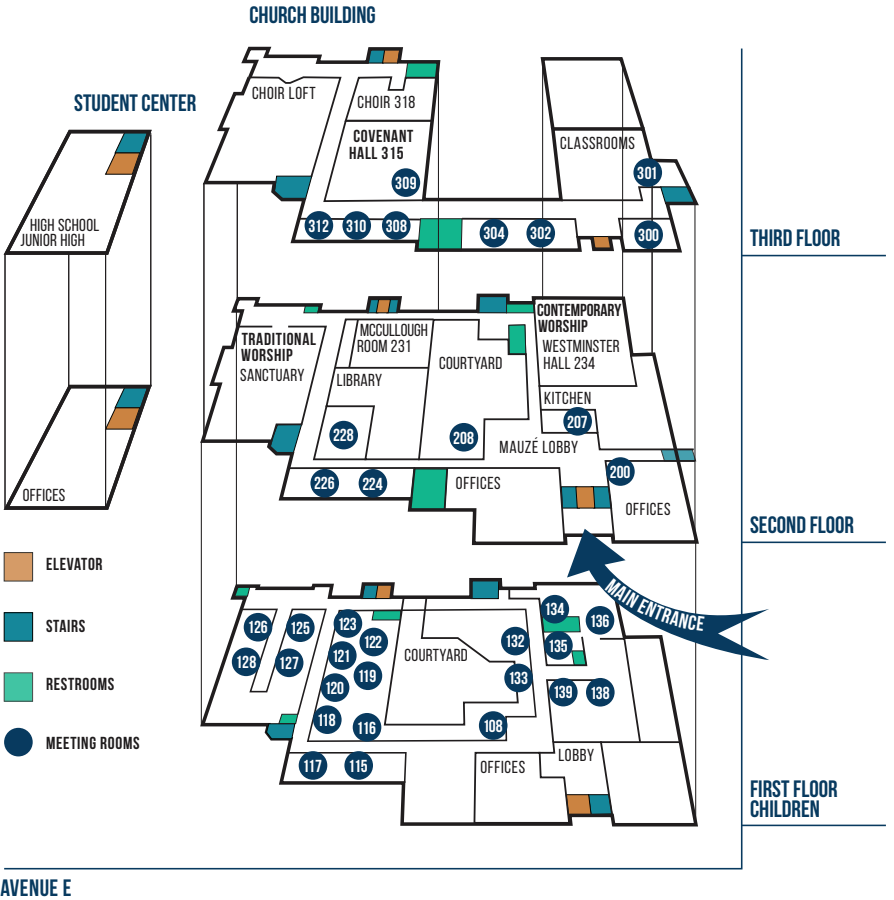 CHURCH BUILDING
STUDENT CENTER
CHOIR LOFT
CHOIR 318
COVENANT
HALL 315
CLASSROOMS
309
301
312
310
308
304
302
300
HIGH SCHOOL
JUNIOR HIGH
THIRD FLOOR
TRADITIONAL
WORSHIP
SANCTUARY
MCCULLOUGH
ROOM 231
LIBRARY
COURTYARD
CONTEMPORARY
WORSHIP
WESTMINSTER
HALL 234
KITCHEN
207
228
208
MAUZÉ LOBBY
226
224
OFFICES
200
OFFICES
OFFICES
SECOND FLOOR
MAIN ENTRANCE
ELEVATOR
STAIRS
RESTROOMS
MEETING ROOMS
126
125
123
122
128
127
121
119
120
118
116
COURTYARD
132
133
108
134
136
135
139
138
117
115
OFFICES
LOBBY
FIRST FLOOR
CHILDREN
AVENUE E